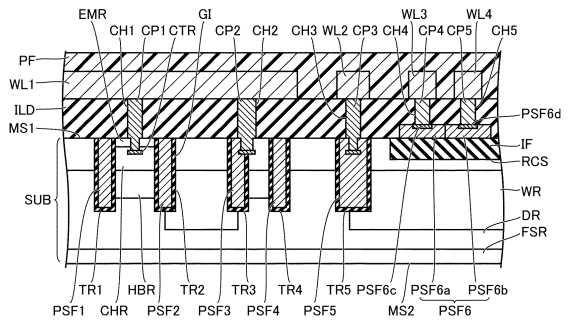 EMR CH1 CP1 CTR GI CP2 CH2 CH3 WL2 CP3 CH4 WL3 CP4 CP5 WL4 CH5
PF
WL1
ILD
MS1
PSF6d
IF
RCS
SUB
WR
DR
FSR
TR1 HBR TR2 TR3 TR4 TR5 PSF6c PSF6a PSF6b
PSF1 CHR PSF2 PSF3 PSF4 PSF5 MS2 PSF6